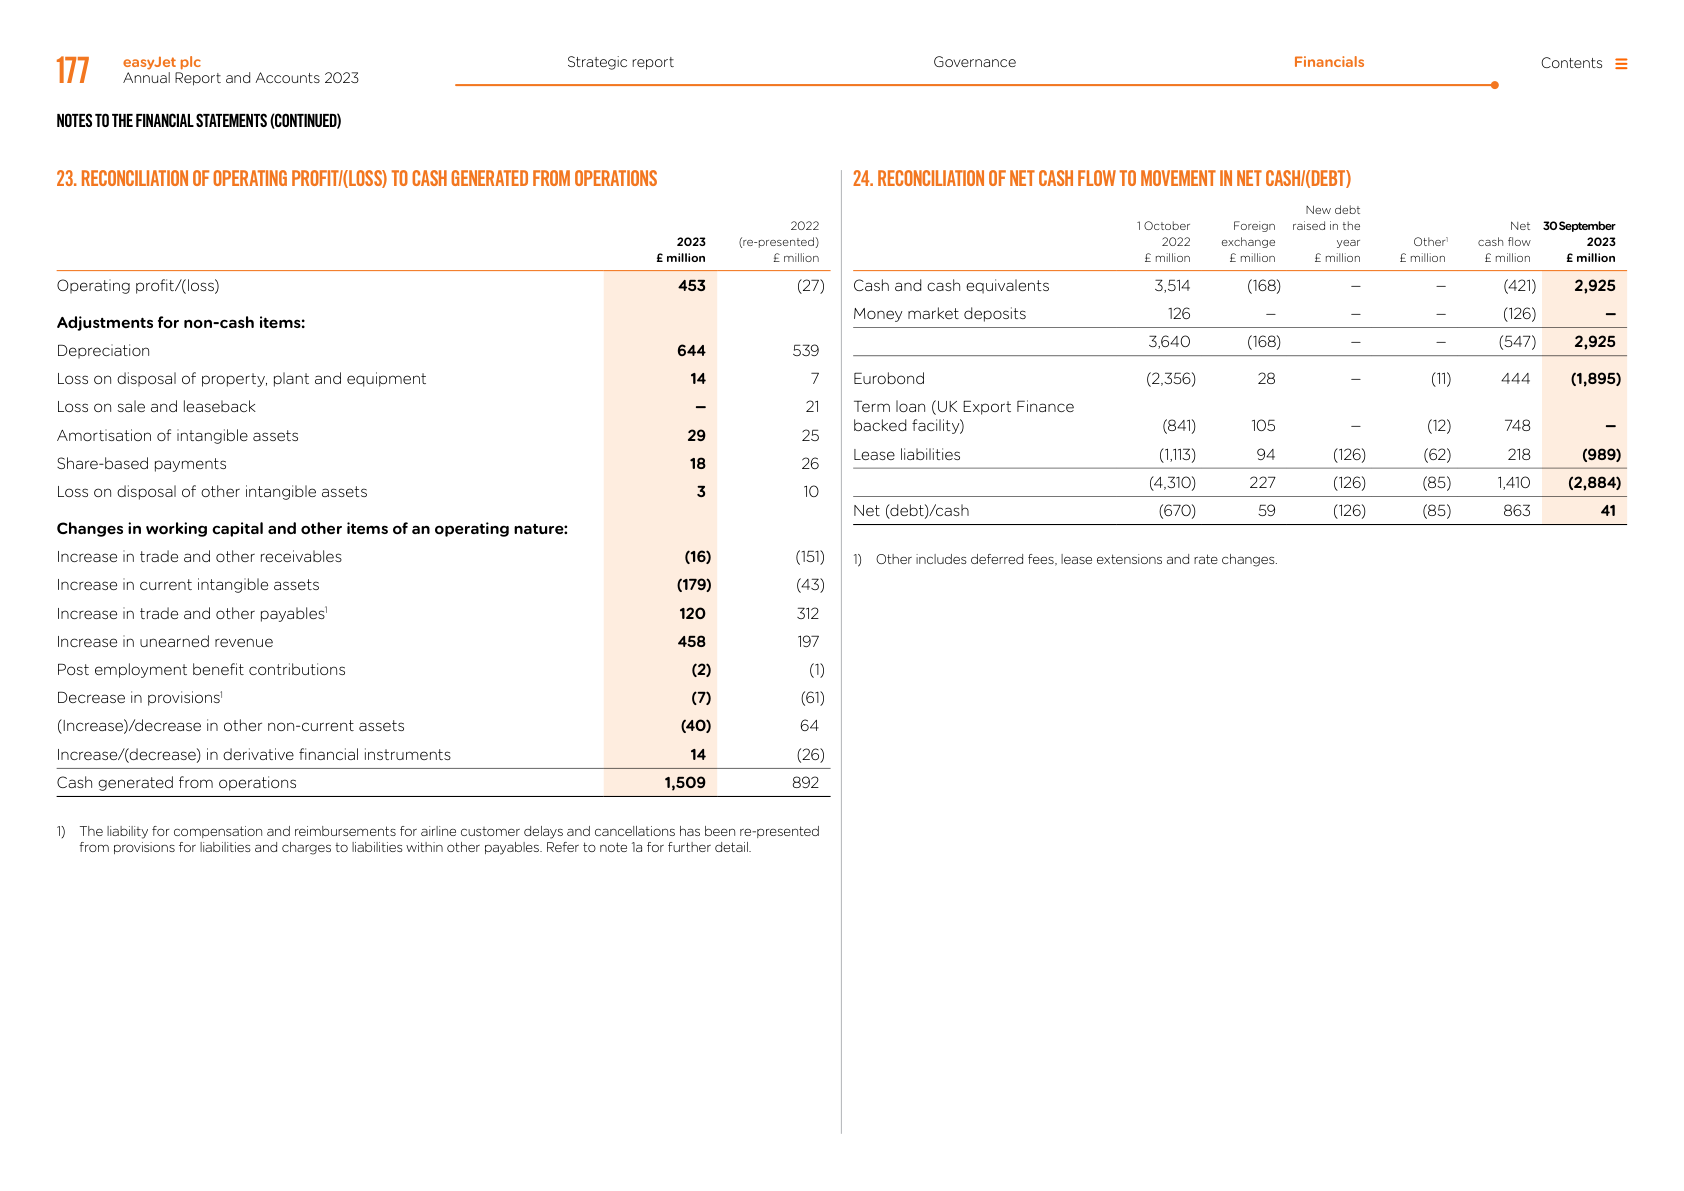 177
easyJet plc
Annual Report and Accounts 2023
Strategic report
Governance
Financials
Contents
NOTES TO THE FINANCIAL STATEMENTS (CONTINUED)
23. RECONCILIATION OF OPERATING PROFIT/(LOSS) TO CASH GENERATED FROM OPERATIONS
2022
2023 (re-presented)
£ million £ million
Operating profit/(loss) 453 (27)
Adjustments for non-cash items:
Depreciation 644 539
Loss on disposal of property, plant and equipment 14 7
Loss on sale and leaseback – 21
Amortisation of intangible assets 29 25
Share-based payments 18 26
Loss on disposal of other intangible assets 3 10
Changes in working capital and other items of an operating nature:
Increase in trade and other receivables (16) (151)
Increase in current intangible assets (179) (43)
Increase in trade and other payables¹ 120 312
Increase in unearned revenue 458 197
Post employment benefit contributions (2) (1)
Decrease in provisions¹ (7) (61)
(Increase)/decrease in other non-current assets (40) 64
Increase/(decrease) in derivative financial instruments 14 (26)
Cash generated from operations 1,509 892
1) The liability for compensation and reimbursements for airline customer delays and cancellations has been re-presented
from provisions for liabilities and charges to liabilities within other payables. Refer to note 1a for further detail.
24. RECONCILIATION OF NET CASH FLOW TO MOVEMENT IN NET CASH/(DEBT)
New debt
1 October Foreign raised in the Net 30 September
2022 exchange year Other¹ cash flow 2023
£ million £ million £ million £ million £ million £ million
Cash and cash equivalents 3,514 (168) – – (421) 2,925
Money market deposits 126 – – – (126) –
3,640 (168) – – (547) 2,925
Eurobond (2,356) 28 – (11) 444 (1,895)
Term loan (UK Export Finance
backed facility) (841) 105 – (12) 748 –
Lease liabilities (1,113) 94 (126) (62) 218 (989)
(4,310) 227 (126) (85) 1,410 (2,884)
Net (debt)/cash (670) 59 (126) (85) 863 41
1) Other includes deferred fees, lease extensions and rate changes.